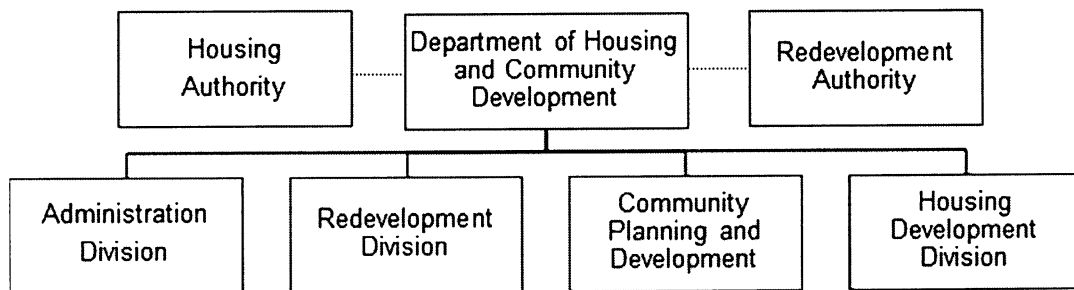 Housing
Authority
Department of Housing
and Community
Development
Redevelopment
Authority
Administration
Division
Redevelopment
Division
Community
Planning and
Development
Housing
Development
Division